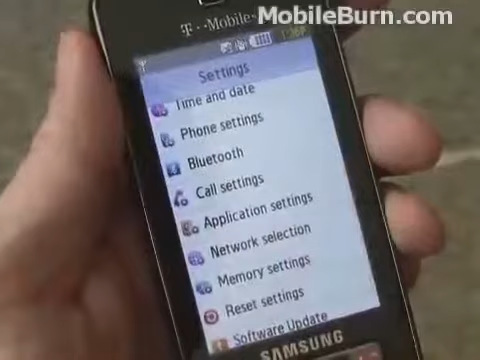 MobileBurn.com
T··Mobile·
Settings
Time and date
Phone settings
Bluetooth
Call settings
Application settings
Network selection
Memory settings
Reset settings
Software Update
SAMSUNG